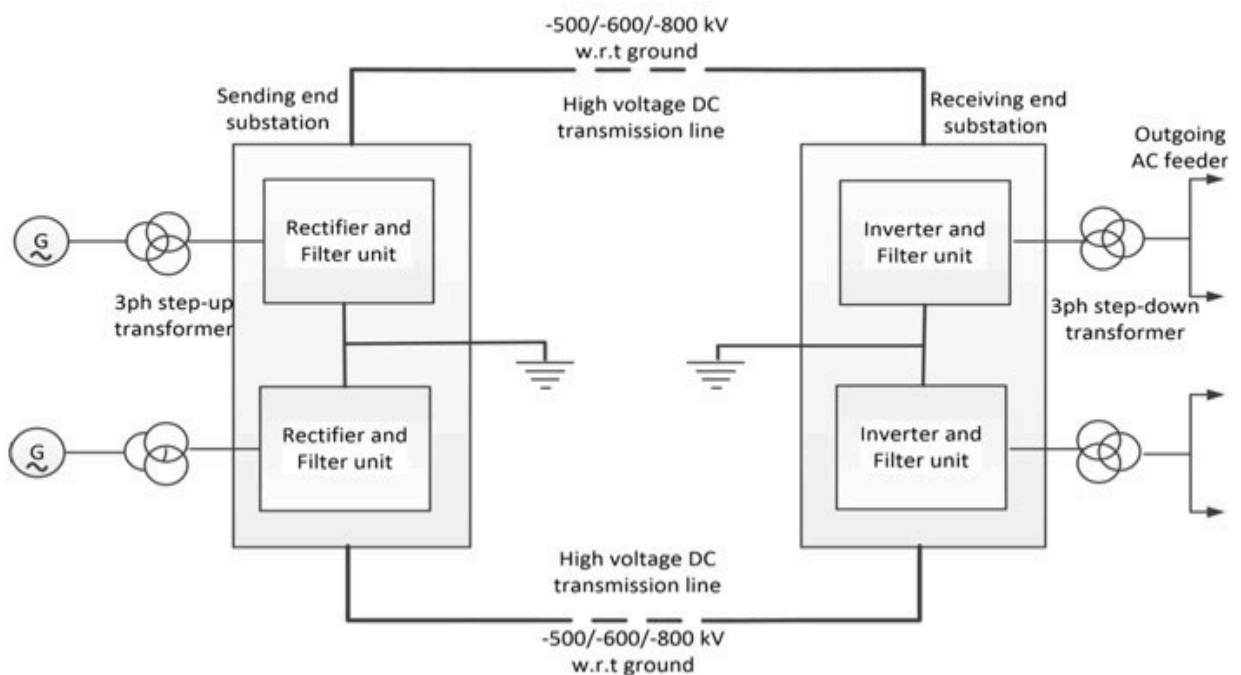 -500/-600/-800 kV
w.r.t ground
Sending end
substation
High voltage DC
transmission line
Receiving end
substation
Outgoing
AC feeder
G
Rectifier and
Filter unit
Inverter and
Filter unit
3ph step-up
transformer
3ph step-down
transformer
G
Rectifier and
Filter unit
Inverter and
Filter unit
High voltage DC
transmission line
-500/-600/-800 kV
w.r.t ground